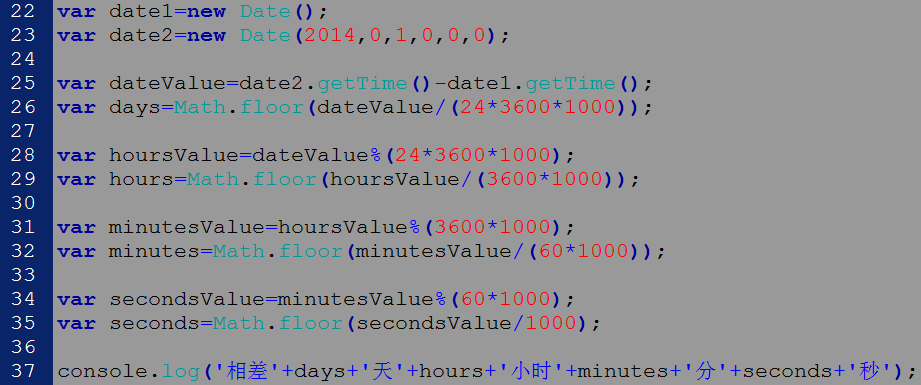 22 var date1=new Date();
23 var date2=new Date(2014,0,1,0,0,0);
24
25 var dateValue=date2.getTime()-date1.getTime();
26 var days=Math.floor(dateValue/(24*3600*1000));
27
28 var hoursValue=dateValue%(24*3600*1000);
29 var hours=Math.floor(hoursValue/(3600*1000));
30
31 var minutesValue=hoursValue%(3600*1000);
32 var minutes=Math.floor(minutesValue/(60*1000));
33
34 var secondsValue=minutesValue%(60*1000);
35 var seconds=Math.floor(secondsValue/1000);
36
37 console.log('相差'+days+'天'+hours+'小时'+minutes+'分'+seconds+'秒');